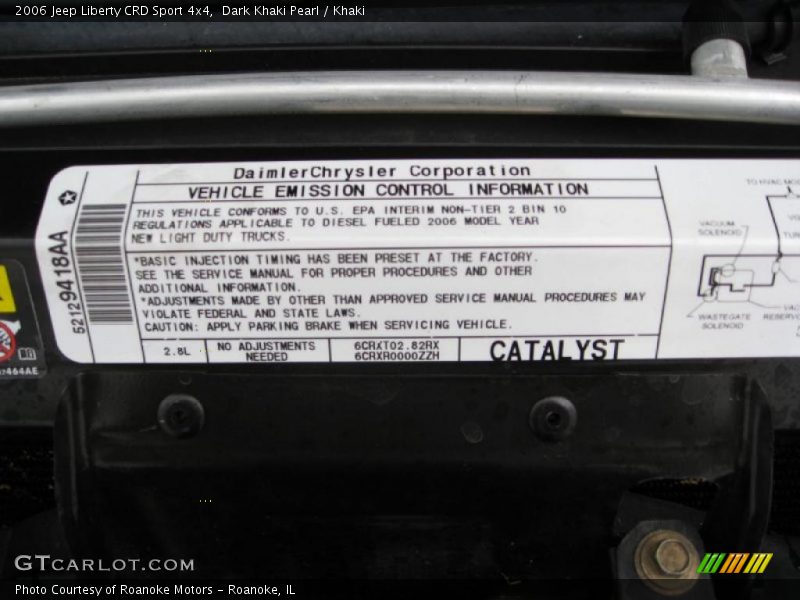 2006 Jeep Liberty CRD Sport 4x4,  Dark Khaki Pearl / Khaki
DaimlerChrysler Corporation
VEHICLE EMISSION CONTROL INFORMATION
THIS VEHICLE CONFORMS TO U.S. EPA INTERIM NON-TIER 2 BIN 10
REGULATIONS APPLICABLE TO DIESEL FUELED 2006 MODEL YEAR
NEW LIGHT DUTY TRUCKS.
*BASIC INJECTION TIMING HAS BEEN PRESET AT THE FACTORY.
SEE THE SERVICE MANUAL FOR PROPER PROCEDURES AND OTHER
ADDITIONAL INFORMATION.
*ADJUSTMENTS MADE BY OTHER THAN APPROVED SERVICE MANUAL PROCEDURES MAY
VIOLATE FEDERAL AND STATE LAWS.
CAUTION: APPLY PARKING BRAKE WHEN SERVICING VEHICLE.
2.8L
NO ADJUSTMENTS
NEEDED
6CRXT02.82RX
6CRXR0000ZZH
CATALYST
52129418AA
TO HVAC
VACUUM
SOLENOID
WASTEGATE
SOLENOID
464AE
GTCARLOT.COM
Photo Courtesy of Roanoke Motors - Roanoke, IL